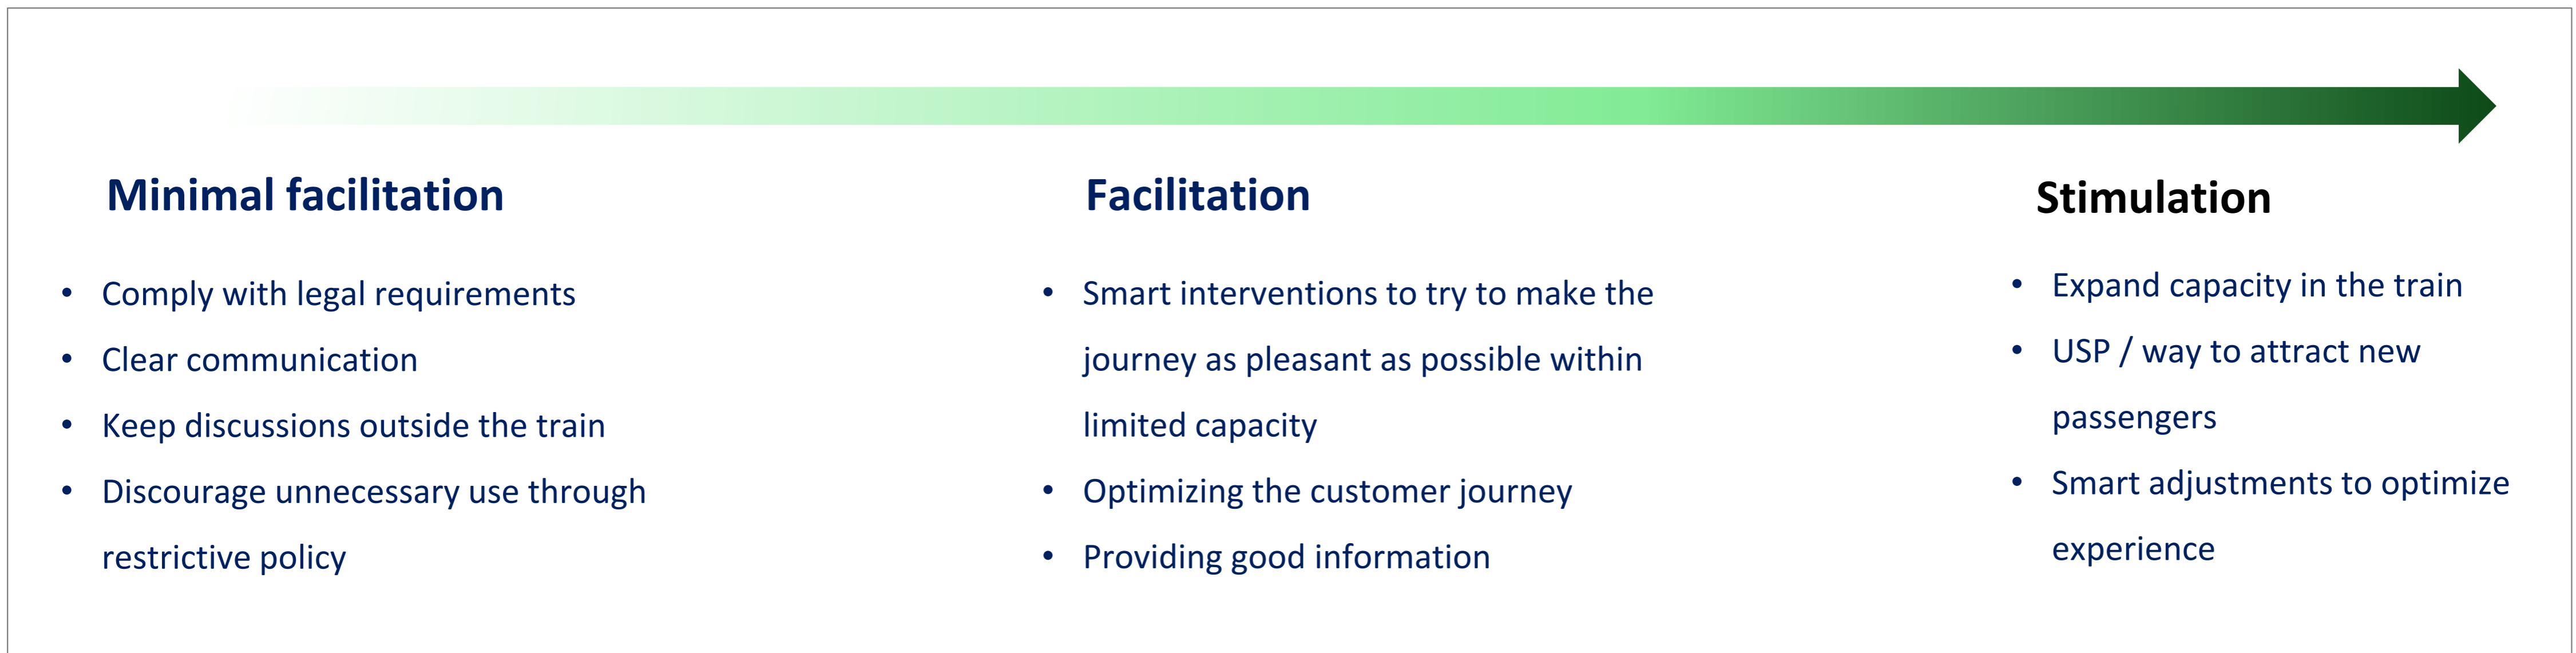 Minimal facilitation
• Comply with legal requirements
• Clear communication
• Keep discussions outside the train
• Discourage unnecessary use through
restrictive policy
Facilitation
• Smart interventions to try to make the
journey as pleasant as possible within
limited capacity
• Optimizing the customer journey
• Providing good information
Stimulation
• Expand capacity in the train
• USP / way to attract new
passengers
• Smart adjustments to optimize
experience